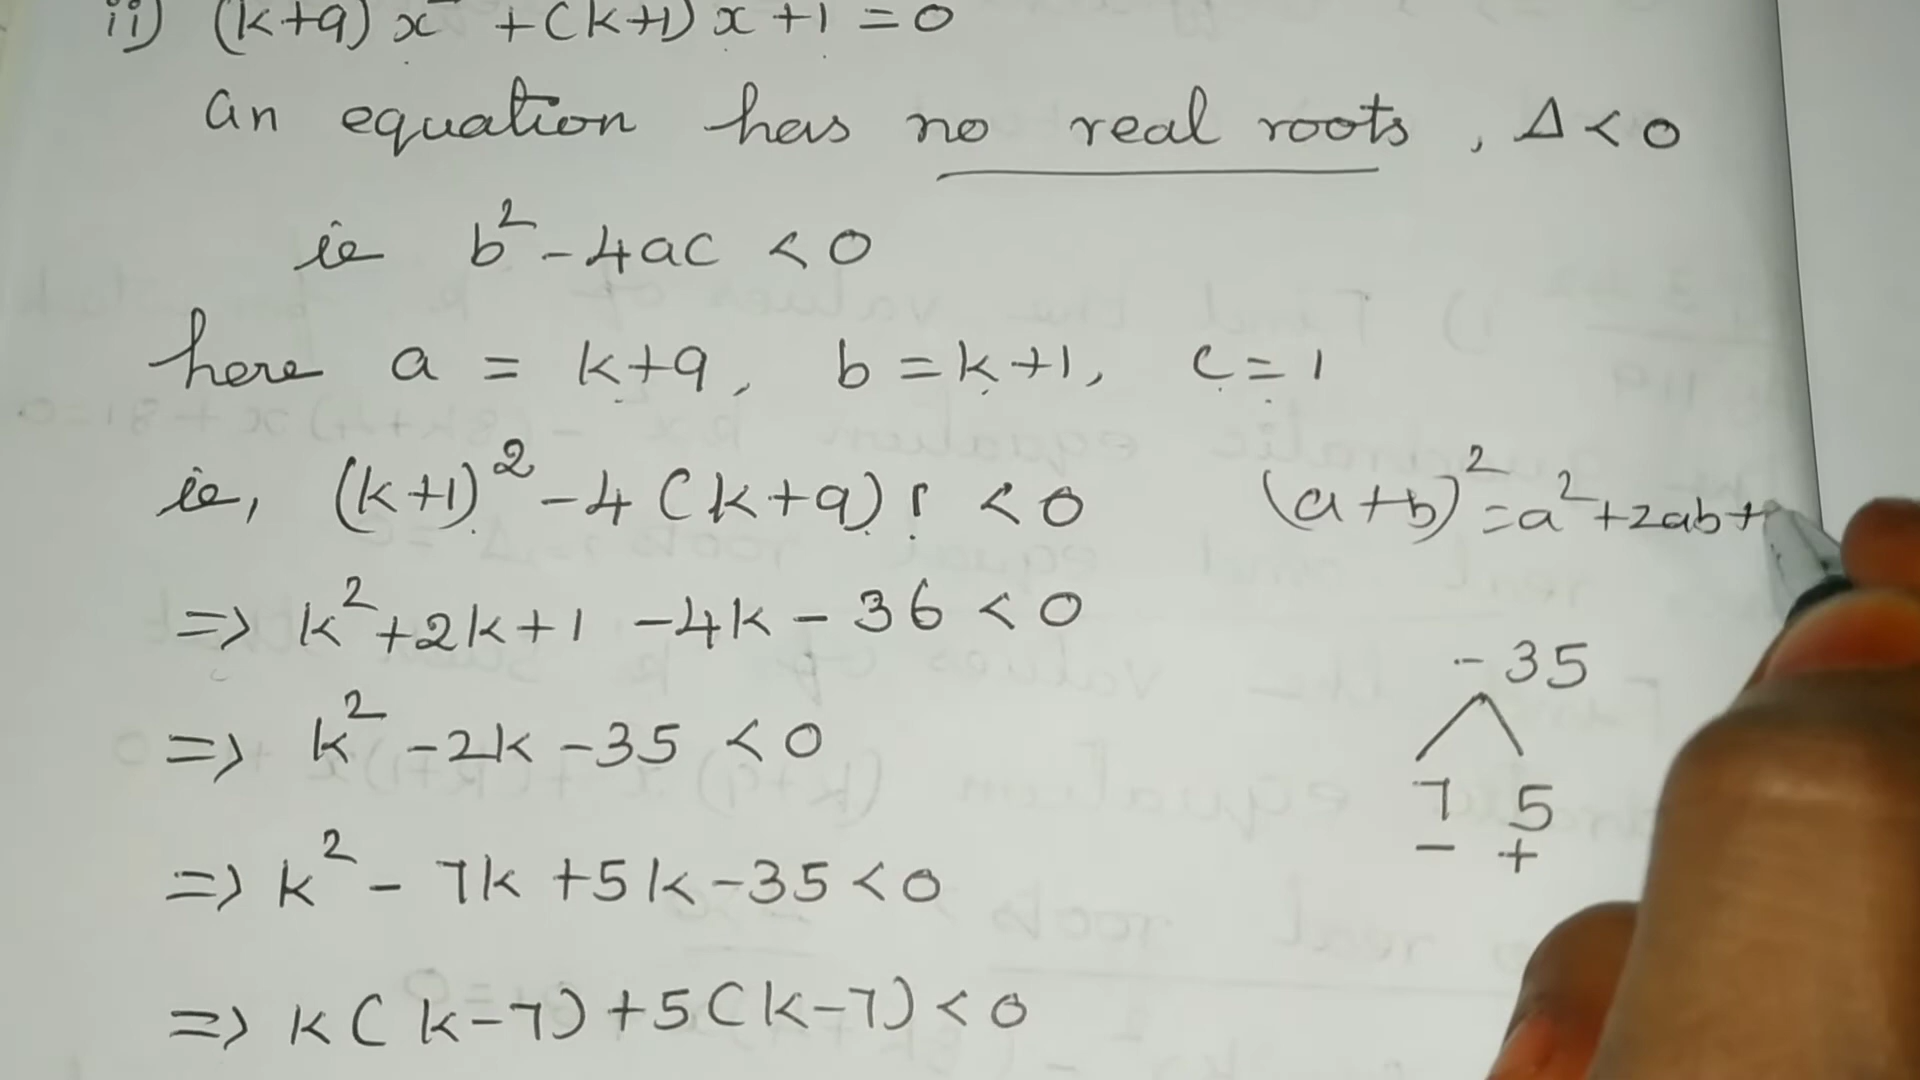 ii) (k+9)x² + (k+1)x + 1 = 0
an equation has no real roots, Δ < 0
ie b² - 4ac < 0
here a = k+9, b = k+1, c = 1
ie, (k+1)² - 4(k+9)1 < 0
(a+b)² = a² + 2ab +
=> k² + 2k + 1 - 4k - 36 < 0
- 35
=> k² - 2k - 35 < 0
7 5
- +
=> k² - 7k + 5k - 35 < 0
=> k(k-7) + 5(k-7) < 0